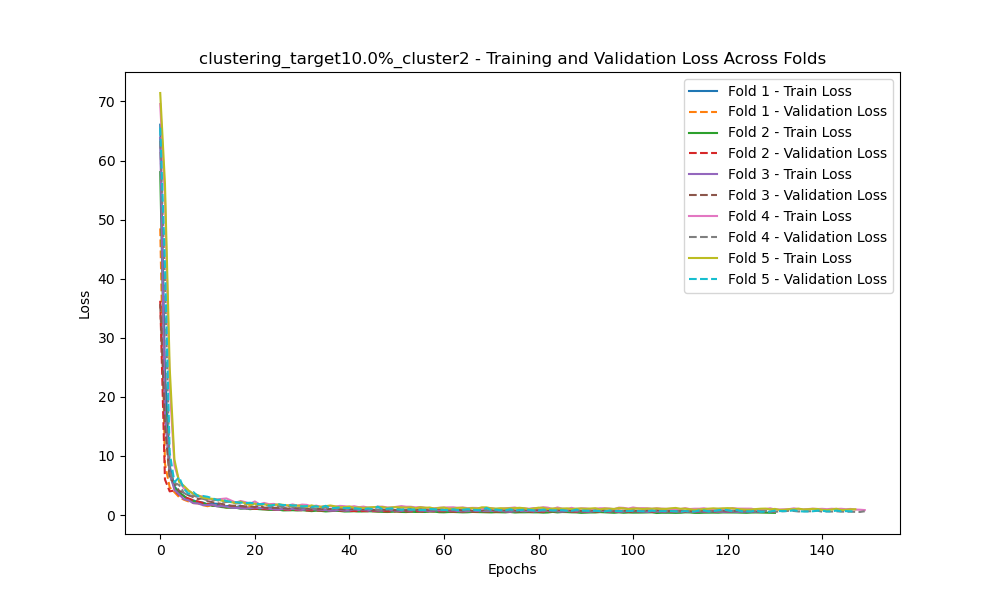 clustering_target10.0%_cluster2 - Training and Validation Loss Across Folds
Fold 1 - Train Loss
Fold 1 - Validation Loss
Fold 2 - Train Loss
Fold 2 - Validation Loss
Fold 3 - Train Loss
Fold 3 - Validation Loss
Fold 4 - Train Loss
Fold 4 - Validation Loss
Fold 5 - Train Loss
Fold 5 - Validation Loss
Loss
70
60
50
40
30
20
10
0
0 20 40 60 80 100 120 140
Epochs